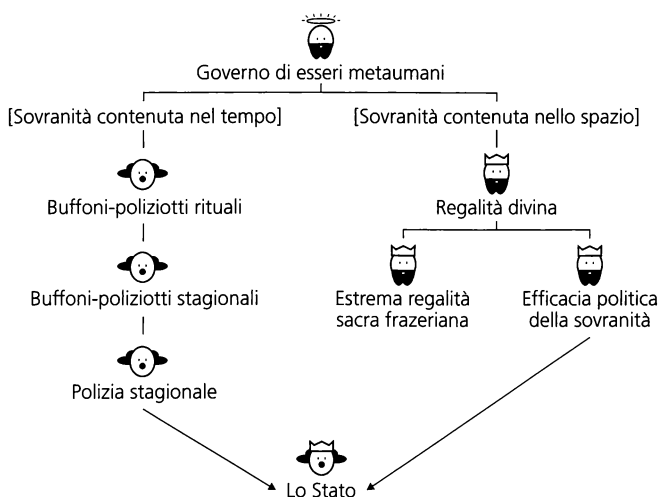 Governo di esseri metaumani
[Sovranità contenuta nel tempo]
[Sovranità contenuta nello spazio]
Buffoni-poliziotti rituali
Regalità divina
Buffoni-poliziotti stagionali
Estrema regalità
sacra frazeriana
Efficacia politica
della sovranità
Polizia stagionale
Lo Stato